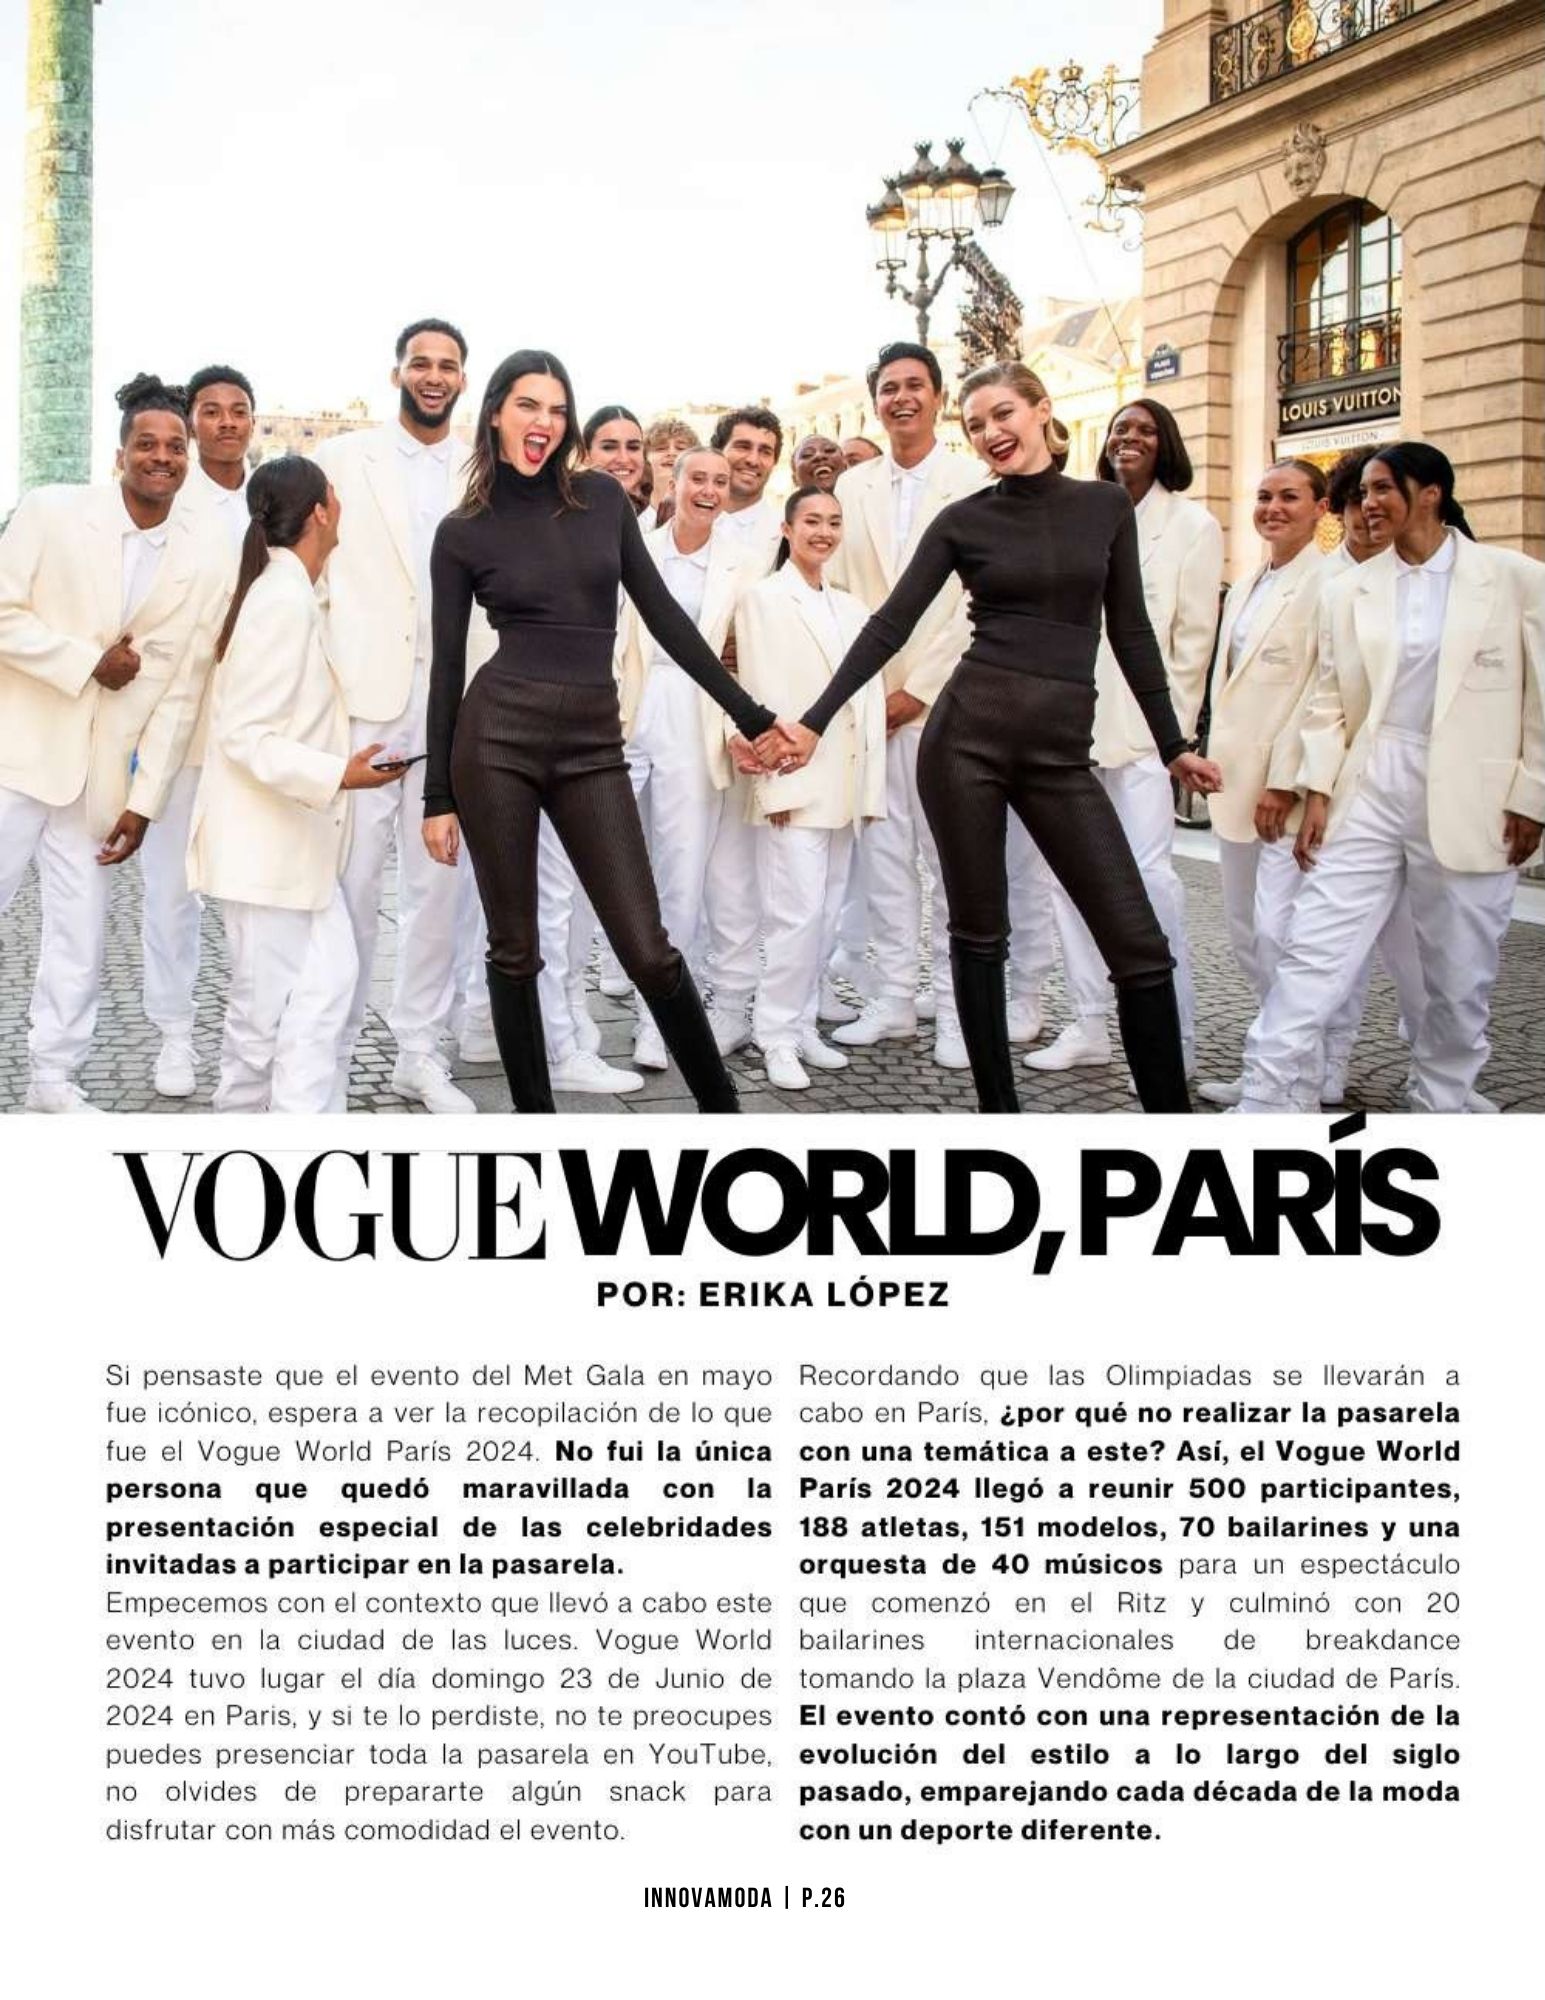 LOUIS VUITTON
LOUIS VUITTON
VOGUE WORLD, PARÍS
POR: ERIKA LÓPEZ
Si pensaste que el evento del Met Gala en mayo
fue icónico, espera a ver la recopilación de lo que
fue el Vogue World París 2024. No fui la única
persona que quedó maravillada con la
presentación especial de las celebridades
invitadas a participar en la pasarela.
Empecemos con el contexto que llevó a cabo este
evento en la ciudad de las luces. Vogue World
2024 tuvo lugar el día domingo 23 de Junio de
2024 en Paris, y si te lo perdiste, no te preocupes
puedes presenciar toda la pasarela en YouTube,
no olvides de prepararte algún snack para
disfrutar con más comodidad el evento.
Recordando que las Olimpiadas se llevarán a
cabo en París, ¿por qué no realizar la pasarela
con una temática a este? Así, el Vogue World
París 2024 llegó a reunir 500 participantes,
188 atletas, 151 modelos, 70 bailarines y una
orquesta de 40 músicos para un espectáculo
que comenzó en el Ritz y culminó con 20
bailarines internacionales de breakdance
tomando la plaza Vendôme de la ciudad de París.
El evento contó con una representación de la
evolución del estilo a lo largo del siglo
pasado, emparejando cada década de la moda
con un deporte diferente.
INNOVAMODA | P.26